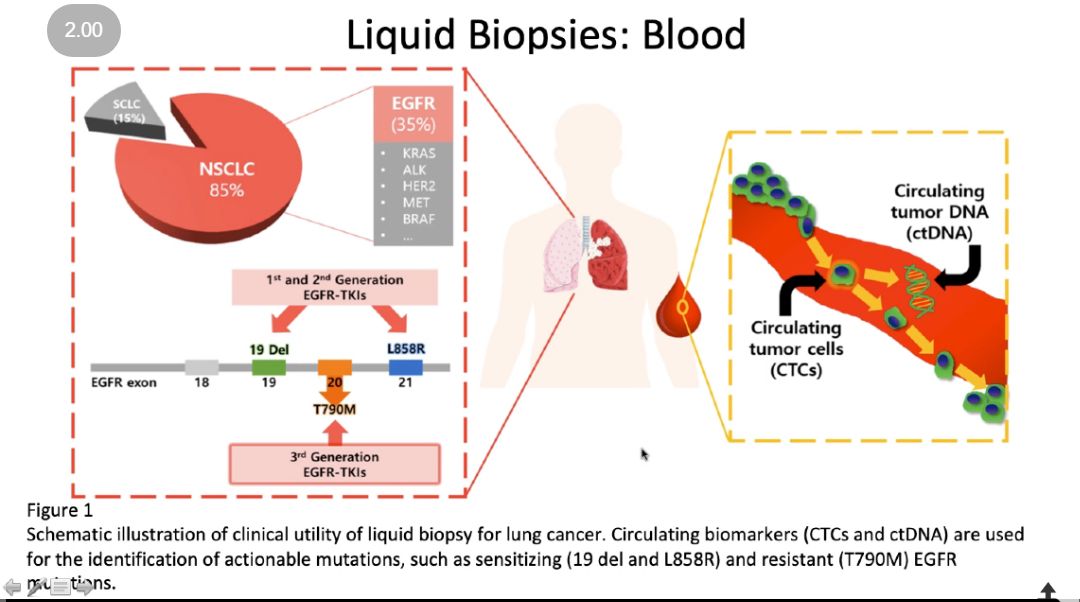 2.00
Liquid Biopsies: Blood
SCLC
(15%)
NSCLC
85%
EGFR
(35%)
• KRAS
• ALK
• HER2
• MET
• BRAF
• ...
1st and 2nd Generation
EGFR-TKIs
19 Del
L858R
EGFR exon
18
19
20
21
T790M
3rd Generation
EGFR-TKIs
Circulating
tumor DNA
(ctDNA)
Circulating
tumor cells
(CTCs)
Figure 1
Schematic illustration of clinical utility of liquid biopsy for lung cancer. Circulating biomarkers (CTCs and ctDNA) are used
for the identification of actionable mutations, such as sensitizing (19 del and L858R) and resistant (T790M) EGFR
mutations.